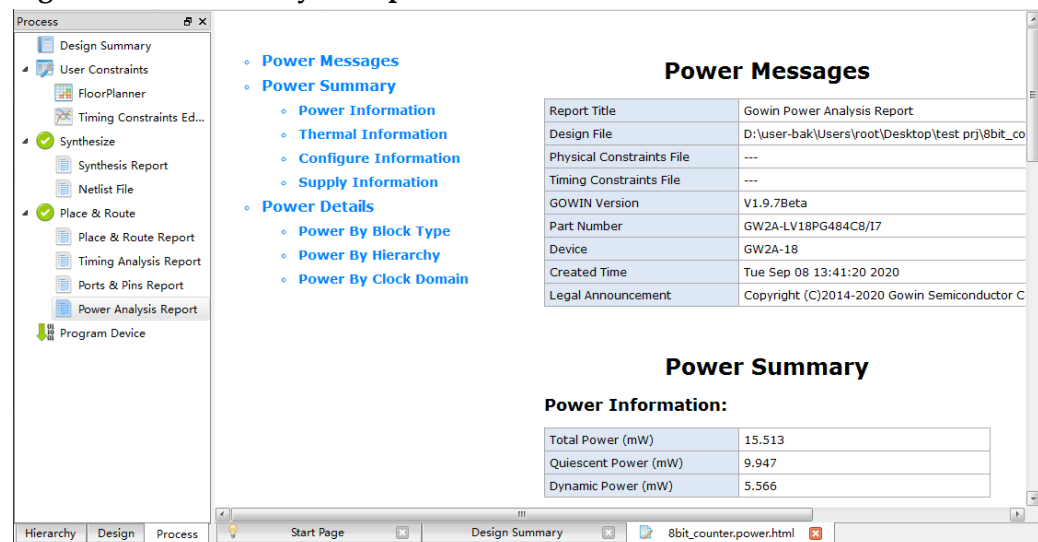 Process
Design Summary
User Constraints
FloorPlanner
Timing Constraints Ed...
Synthesize
Synthesis Report
Netlist File
Place & Route
Place & Route Report
Timing Analysis Report
Ports & Pins Report
Power Analysis Report
Program Device
Hierarchy Design Process
Power Messages
Power Summary
Power Information
Thermal Information
Configure Information
Supply Information
Power Details
Power By Block Type
Power By Hierarchy
Power By Clock Domain
Power Messages
Report Title Gowin Power Analysis Report
Design File D:\user-bak\Users\root\Desktop\test prj\8bit_co
Physical Constraints File ---
Timing Constraints File ---
GOWIN Version V1.9.7Beta
Part Number GW2A-LV18PG484C8/I7
Device GW2A-18
Created Time Tue Sep 08 13:41:20 2020
Legal Announcement Copyright (C)2014-2020 Gowin Semiconductor C
Power Summary
Power Information:
Total Power (mW) 15.513
Quiescent Power (mW) 9.947
Dynamic Power (mW) 5.566
Start Page Design Summary 8bit_counter.power.html